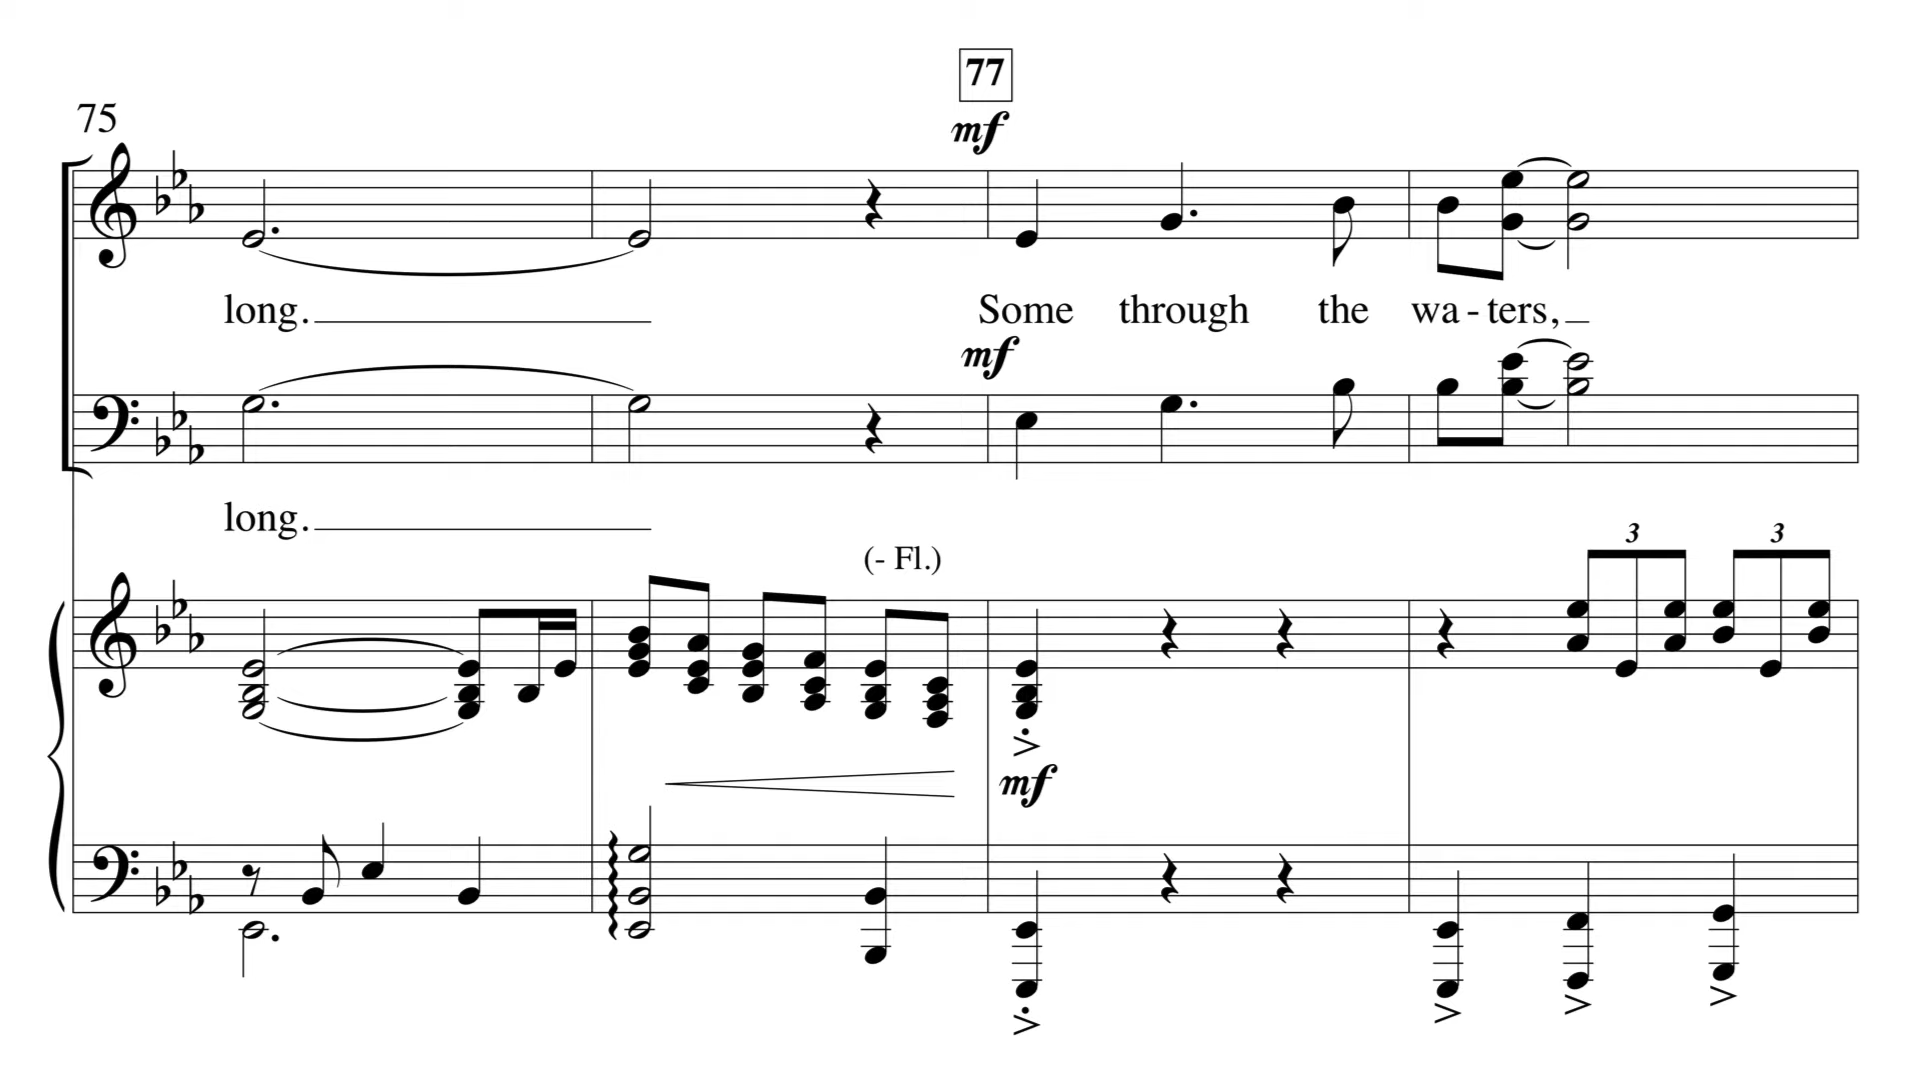 77
75
mf
long. Some through the wa - ters,
mf
long.
(- Fl.)
3 3
mf